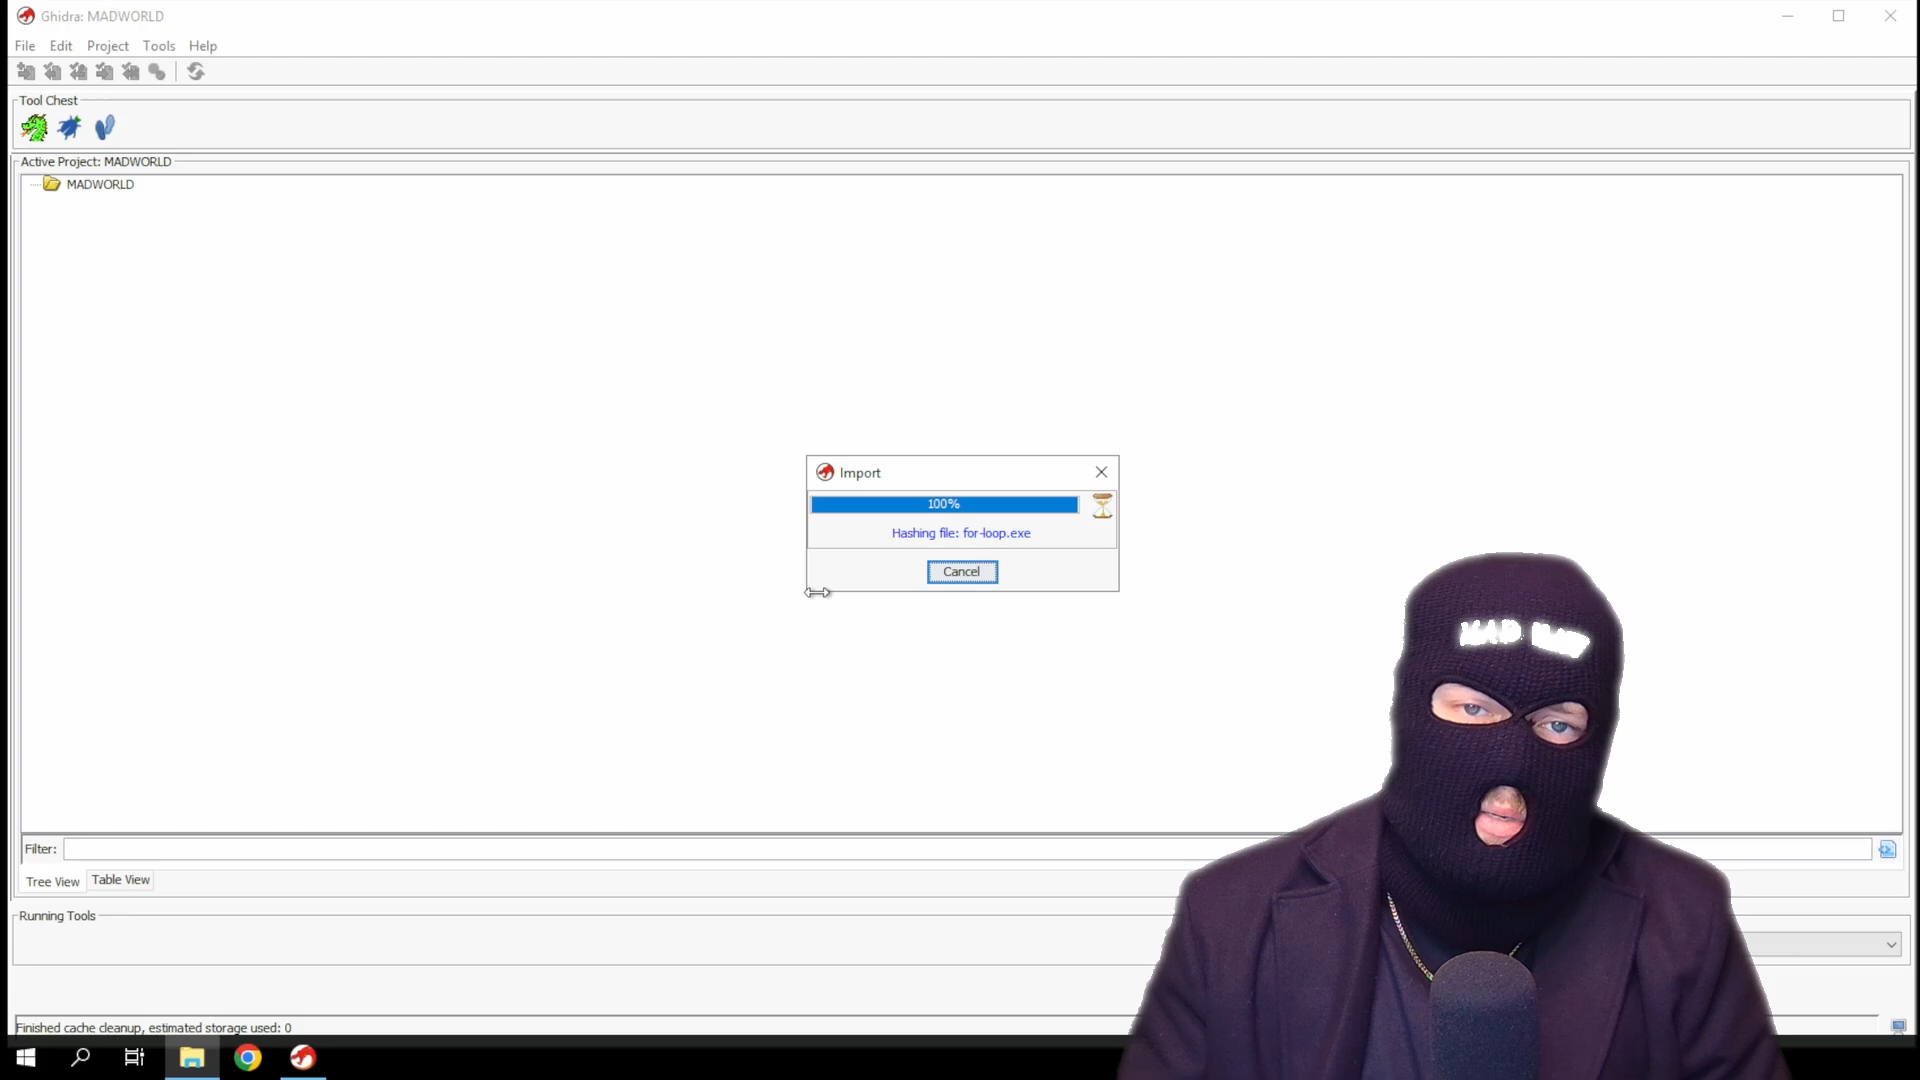 Ghidra: MADWORLD
File Edit Project Tools Help
Tool Chest
Active Project: MADWORLD
MADWORLD
Import
100%
Hashing file: for-loop.exe
Cancel
MAD
Filter:
Tree View Table View
Running Tools
Finished cache cleanup, estimated storage used: 0